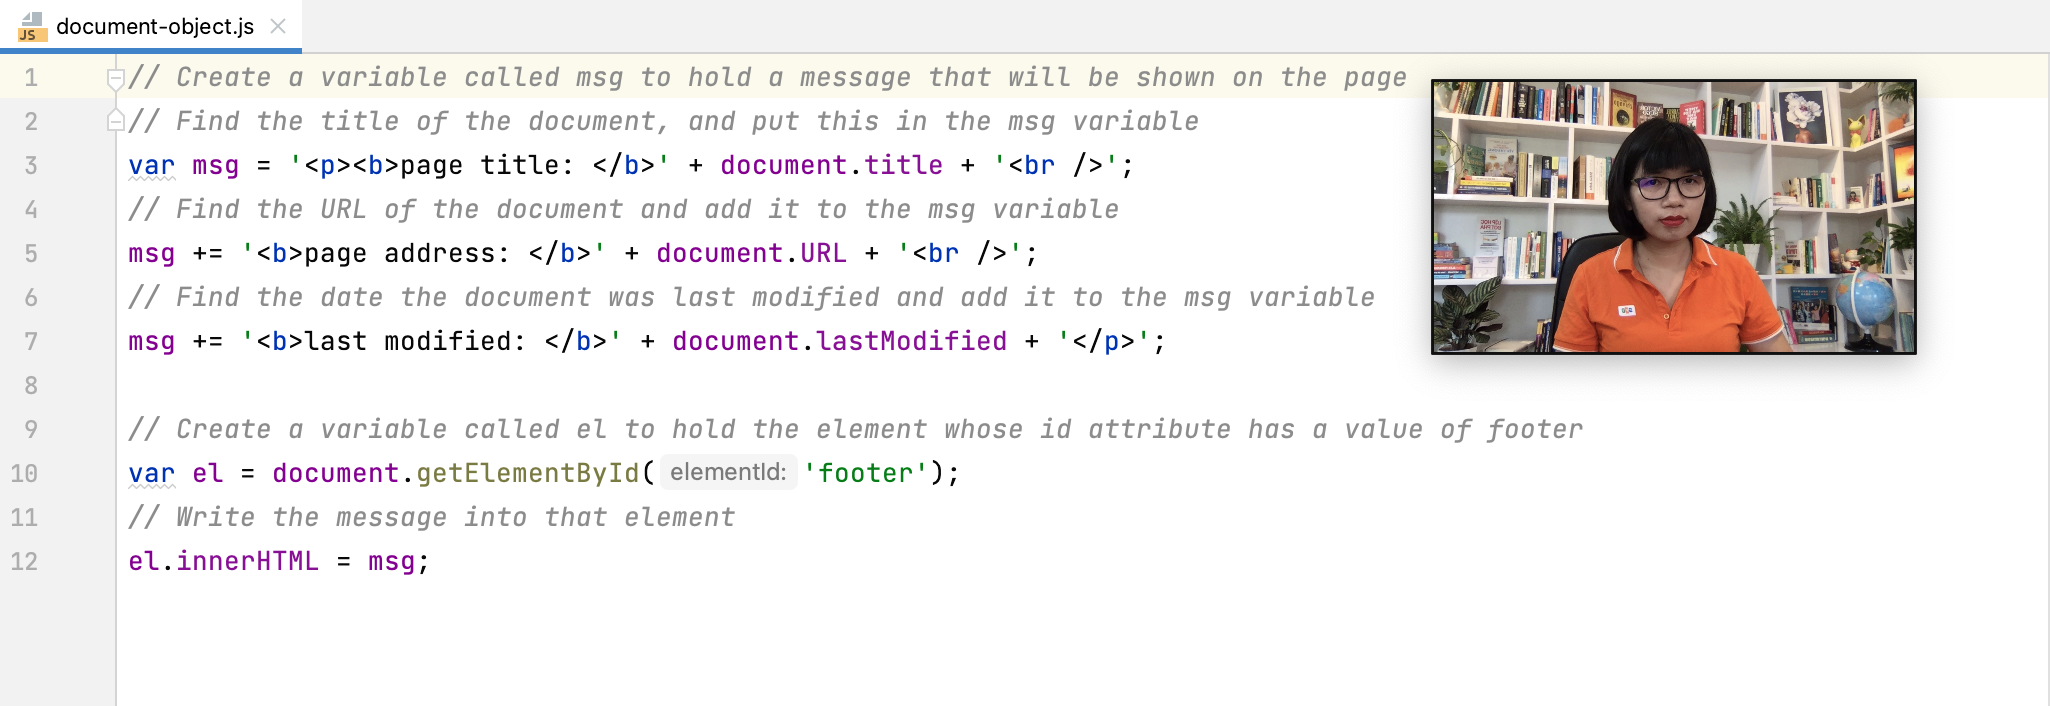 JS document-object.js
1 // Create a variable called msg to hold a message that will be shown on the page
2 // Find the title of the document, and put this in the msg variable
3 var msg = '<p><b>page title: </b>' + document.title + '<br />';
4 // Find the URL of the document and add it to the msg variable
5 msg += '<b>page address: </b>' + document.URL + '<br />';
6 // Find the date the document was last modified and add it to the msg variable
7 msg += '<b>last modified: </b>' + document.lastModified + '</p>';
8
9 // Create a variable called el to hold the element whose id attribute has a value of footer
10 var el = document.getElementById( elementId: 'footer');
11 // Write the message into that element
12 el.innerHTML = msg;